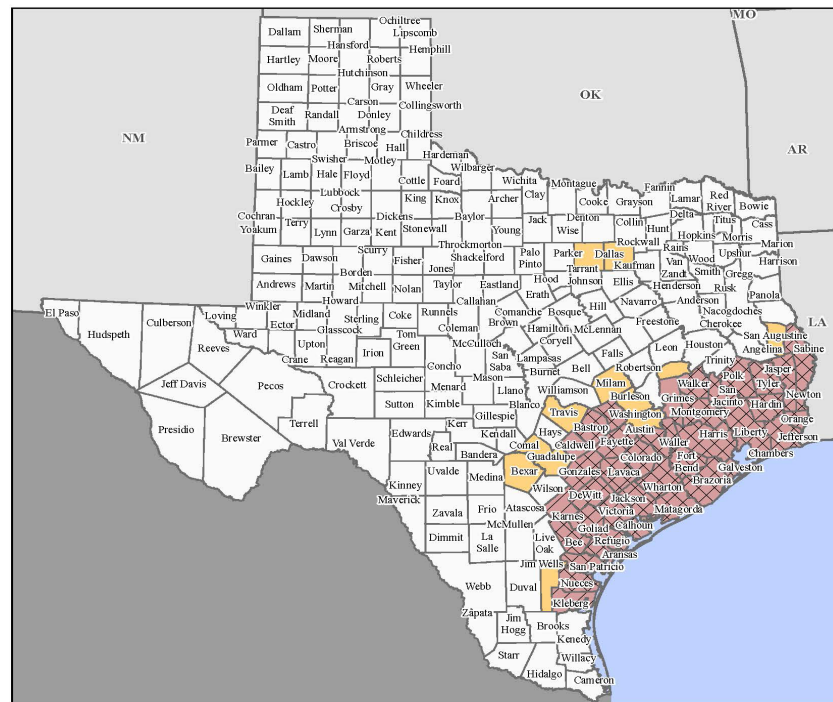 MO
Ochiltree
Dallam
Sherman
Lipscomb
Hansford
Hemphill
Hartley
Moore
Roberts
Hutchinson
OK
Oldham
Potter
Gray
Wheeler
Carson
Collingsworth
Deaf
Smith
Randall
Donley
NM
Armstrong
Childress
Parmer
Castro
Briscoe
Hall
AR
Swisher
Motley
Hardeman
Bailey
Lamb
Hale
Floyd
Cottle
Foard
Wilbarger
Wichita
Montague
Fannin
Lubbock
King
Knox
Archer
Clay
Cooke
Grayson
Lamar
Red
River
Bowie
Hockley
Crosby
Cochran
Dickens
Baylor
Jack
Denton
Collin
Delta
Titus
Cass
Yoakum
Terry
Lynn
Garza
Kent
Stonewall
Young
Wise
Hunt
Hopkins
Morris
Marion
Throckmorton
Rockwall
Rains
Wood
Upshur
Harrison
Gaines
Dawson
Scurry
Fisher
Shackelford
Palo
Pinto
Parker
Dallas
Kaufman
Van
Zandt
Smith
Gregg
Borden
Jones
Tarrant
Andrews
Martin
Mitchell
Nolan
Taylor
Eastland
Hood
Johnson
Ellis
Henderson
Rusk
Panola
Howard
Callahan
Erath
Navarro
Anderson
El Paso
Hudspeth
Culberson
Loving
Winkler
Midland
Sterling
Coke
Runnels
Comanche
Bosque
Hill
Nacogdoches
Ector
Glasscock
Coleman
Brown
Hamilton
McLennan
Freestone
Cherokee
LA
Ward
Upton
Tom
Green
Coryell
San Augustine
Reeves
Crane
Reagan
Irion
McCulloch
San
Saba
Lampasas
Falls
Leon
Houston
Angelina
Sabine
Concho
Burnet
Bell
Robertson
Trinity
Jeff Davis
Pecos
Crockett
Schleicher
Menard
Mason
Llano
Williamson
Milam
Walker
Polk
Jasper
Tyler
Newton
Presidio
Brewster
Terrell
Sutton
Kimble
Blanco
Burleson
Grimes
San
Jacinto
Hardin
Gillespie
Travis
Washington
Montgomery
Orange
Val Verde
Edwards
Kerr
Kendall
Hays
Bastrop
Austin
Liberty
Jefferson
Real
Bandera
Comal
Caldwell
Fayette
Waller
Harris
Chambers
Uvalde
Medina
Bexar
Guadalupe
Gonzales
Colorado
Fort
Bend
Galveston
Kinney
Wilson
Lavaca
Brazoria
Maverick
Zavala
Frio
Atascosa
DeWitt
Jackson
Wharton
Matagorda
Karnes
Victoria
McMullen
Goliad
Calhoun
Dimmit
La
Salle
Live
Oak
Bee
Refugio
Aransas
Webb
Duval
Jim Wells
San Patricio
Nueces
Kleberg
Zapata
Jim
Hogg
Brooks
Kenedy
Starr
Willacy
Hidalgo
Cameron